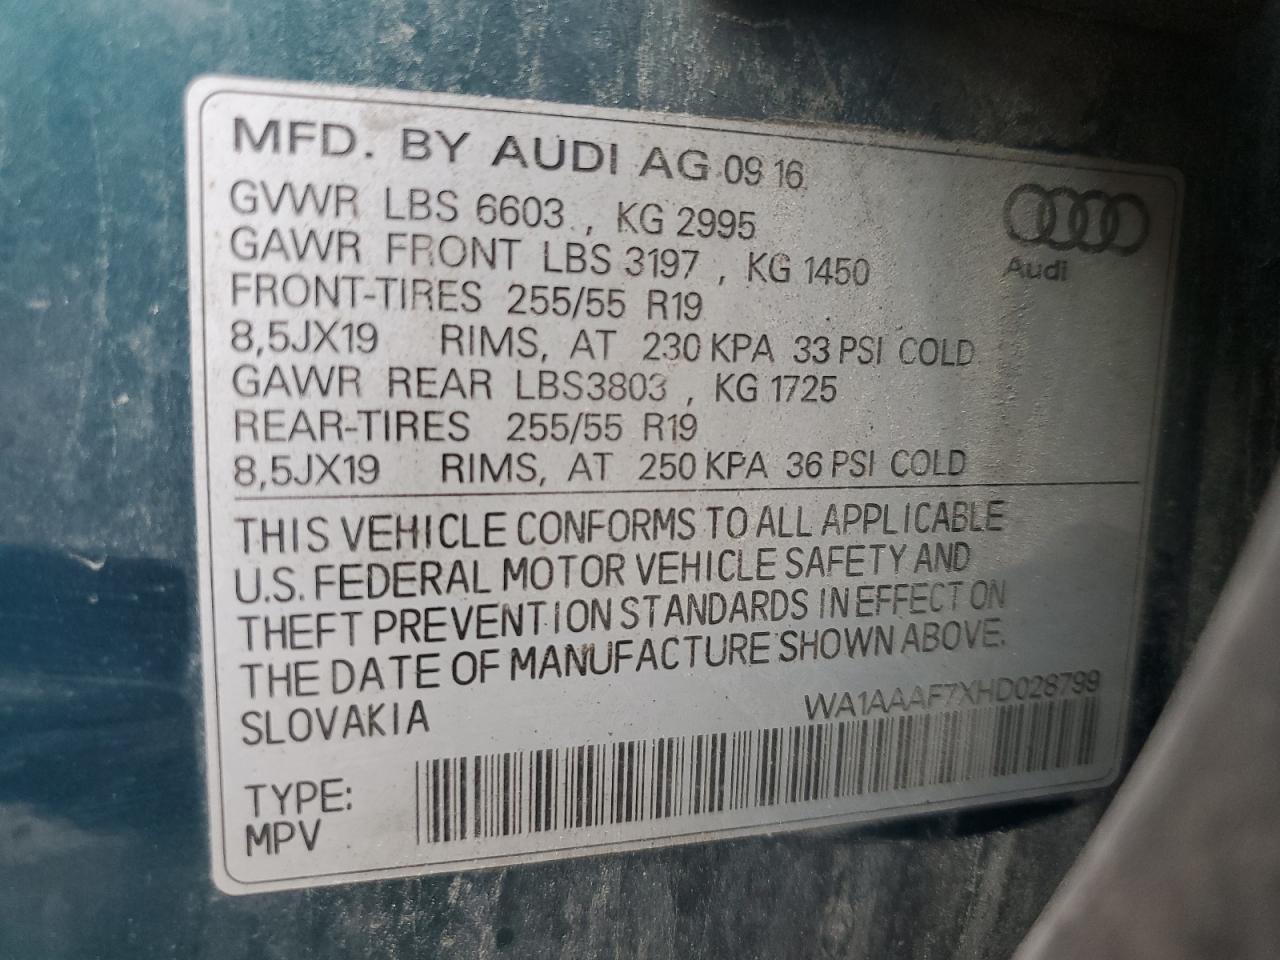 MFD. BY AUDI AG 09 16
GVWR LBS 6603 , KG 2995
GAWR FRONT LBS 3197 , KG 1450
FRONT-TIRES 255/55 R19
8,5JX19 RIMS, AT 230 KPA 33 PSI COLD
GAWR REAR LBS3803 , KG 1725
REAR-TIRES 255/55 R19
8,5JX19 RIMS, AT 250 KPA 36 PSI COLD
Audi
THIS VEHICLE CONFORMS TO ALL APPLICABLE
U.S. FEDERAL MOTOR VEHICLE SAFETY AND
THEFT PREVENTION STANDARDS IN EFFECT ON
THE DATE OF MANUFACTURE SHOWN ABOVE.
SLOVAKIA
WA1AAAF7XHD028799
TYPE:
MPV